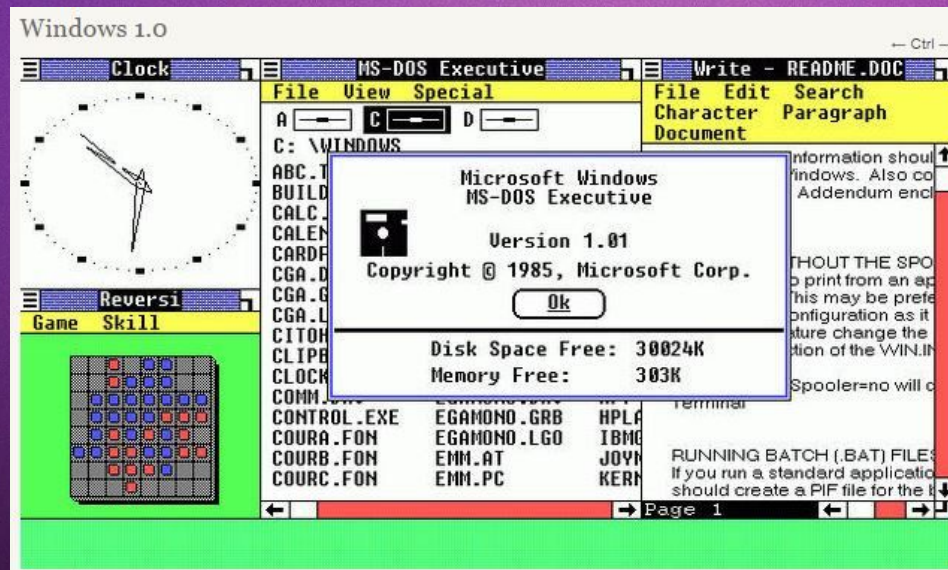 Windows 1.0
← Ctrl
Clock
MS-DOS Executive
File View Special
A C D
C: \WINDOWS
ABC.T
BUILD
CALC.
CALEN
CARDF
CGA.D
CGA.G
CGA.L
CITOH
CLIPB
CLOCK
COMM.
CONTROL.EXE EGAMONO.GRB HPLA
COURA.FON EGAMONO.LGO IBMG
COURB.FON EMM.AT JOYM
COURC.FON EMM.PC KERN
Write - README.DOC
File Edit Search
Character Paragraph
Document
nformation shoul
indows. Also co
Addendum encl
THOUT THE SPO
o print from an ap
his may be prefe
onfiguration as it
ature change the
tion of the WIN.IN
Spooler=no will c
Terminal
RUNNING BATCH (.BAT) FILES
If you run a standard applicatio
should create a PIF file for the b
Page 1
Microsoft Windows
MS-DOS Executive
Version 1.01
Copyright © 1985, Microsoft Corp.
Ok
Disk Space Free: 30024K
Memory Free: 303K
Reversi
Game Skill